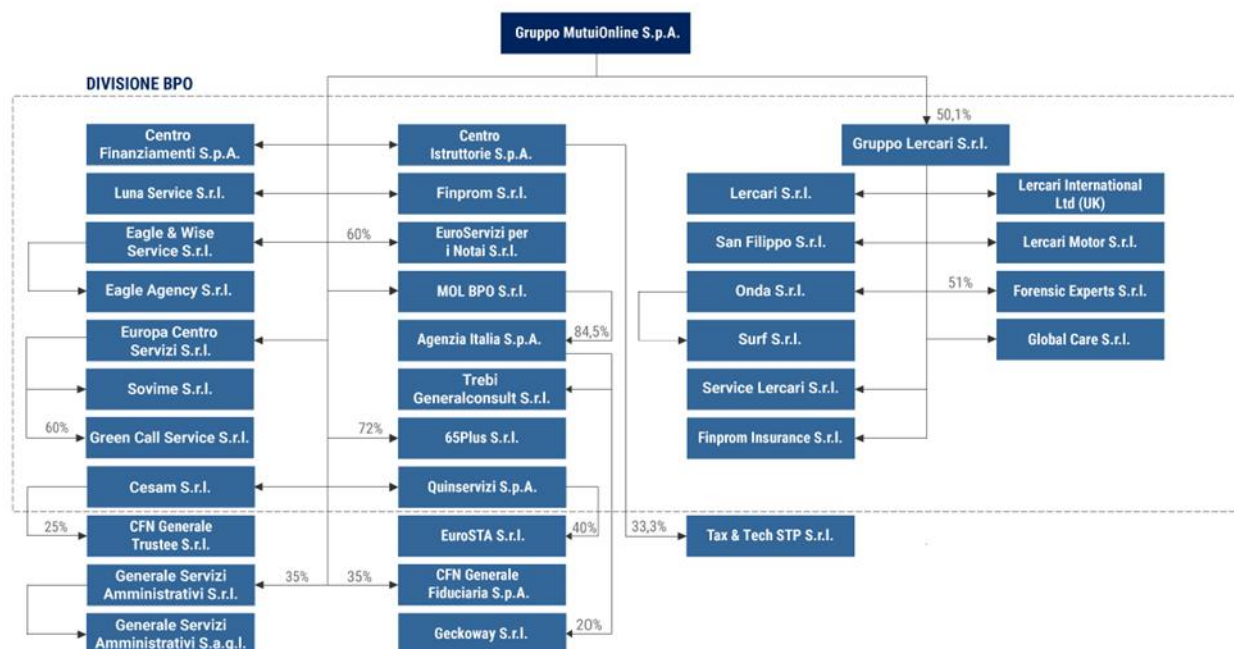 Gruppo MutuiOnline S.p.A.
DIVISIONE BPO
50,1%
Centro
Finanziamenti S.p.A.
Centro
Istruttorie S.p.A.
Gruppo Lercari S.r.l.
Luna Service S.r.l.
Finprom S.r.l.
Lercari S.r.l.
Lercari International
Ltd (UK)
Eagle & Wise
Service S.r.l.
60%
EuroServizi per
i Notai S.r.l.
San Filippo S.r.l.
Lercari Motor S.r.l.
Eagle Agency S.r.l.
MOL BPO S.r.l.
Onda S.r.l.
51%
Forensic Experts S.r.l.
Europa Centro
Servizi S.r.l.
Agenzia Italia S.p.A.
84,5%
Surf S.r.l.
Global Care S.r.l.
Sovime S.r.l.
Trebi
Generalconsult S.r.l.
Service Lercari S.r.l.
60%
Green Call Service S.r.l.
72%
65Plus S.r.l.
Finprom Insurance S.r.l.
Cesam S.r.l.
Quinservizi S.p.A.
25%
CFN Generale
Trustee S.r.l.
EuroSTA S.r.l.
40%
33,3%
Tax & Tech STP S.r.l.
Generale Servizi
Amministrativi S.r.l.
35%
35%
CFN Generale
Fiduciaria S.p.A.
Generale Servizi
Amministrativi S.a.g.l.
Geckoway S.r.l.
20%